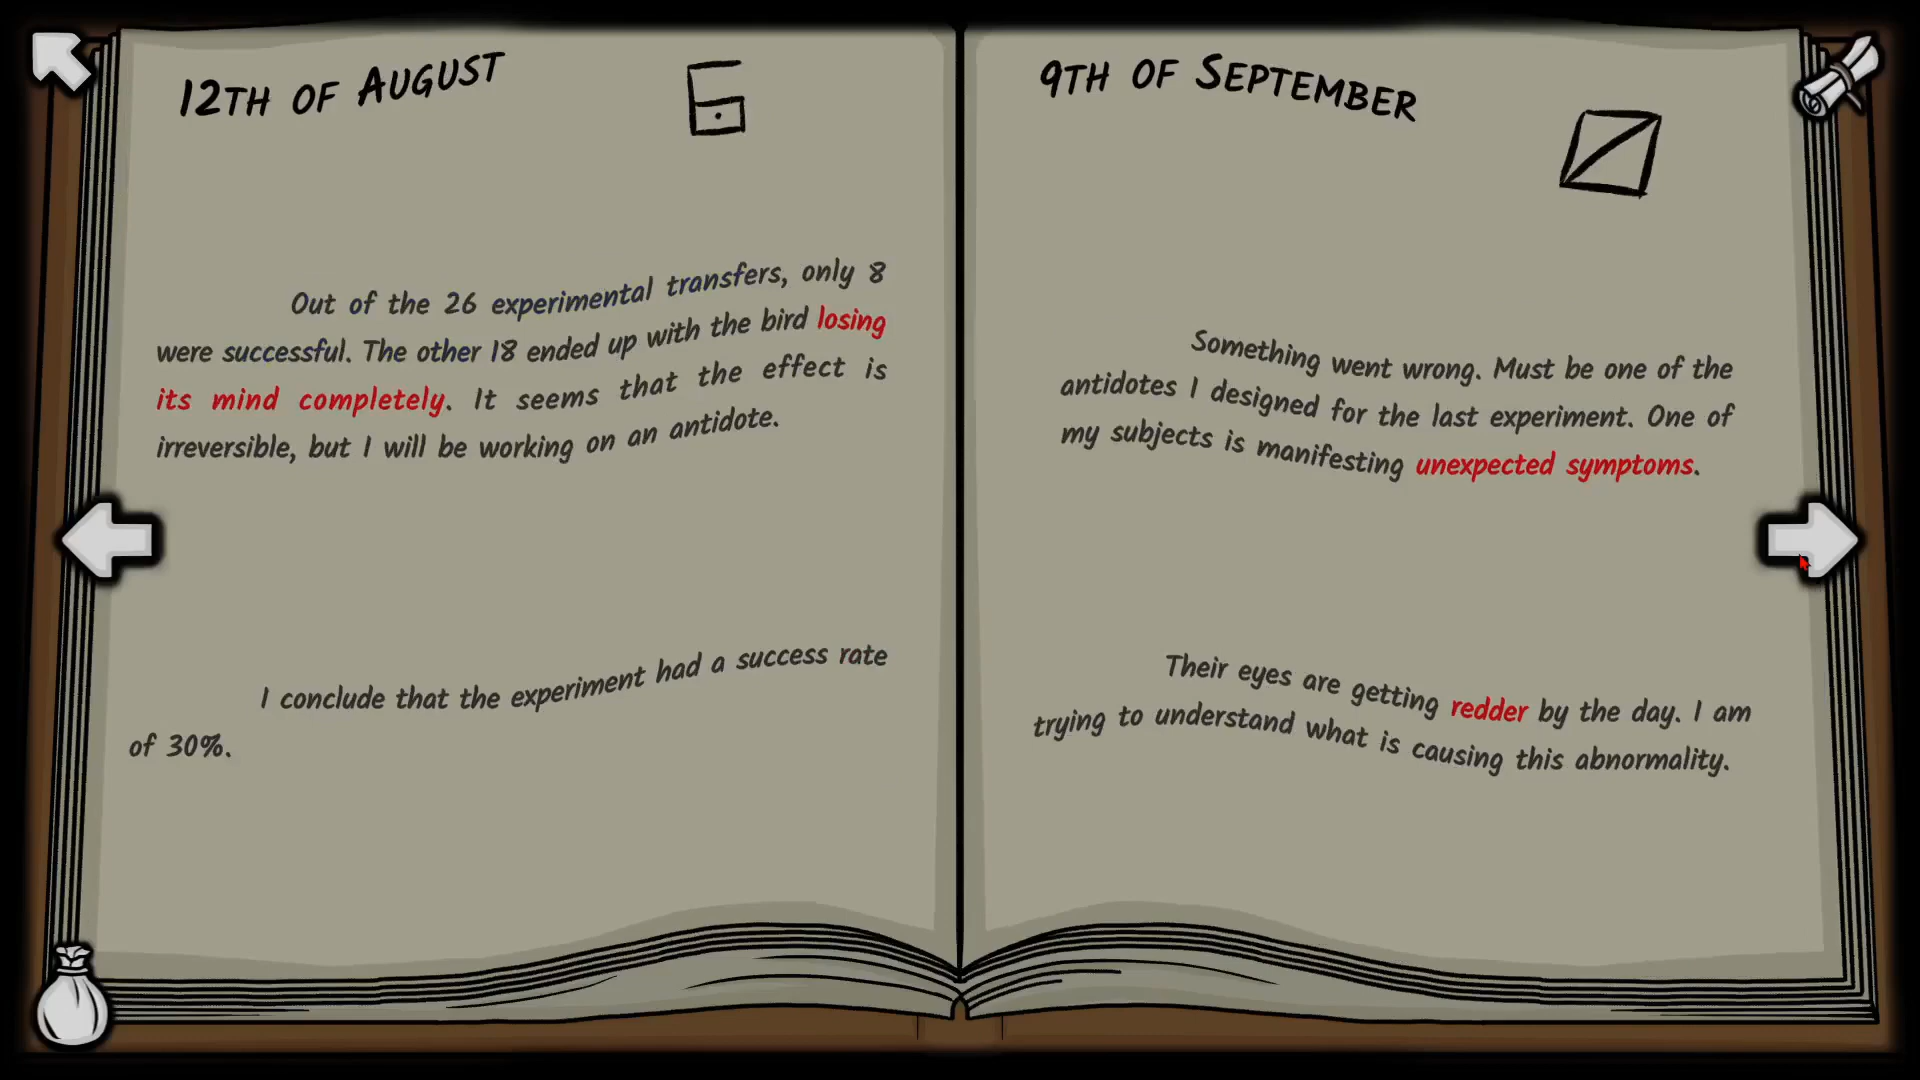 12TH OF AUGUST
Out of the 26 experimental transfers, only 8
were successful. The other 18 ended up with the bird losing
its mind completely. It seems that the effect is
irreversible, but I will be working on an antidote.
I conclude that the experiment had a success rate
of 30%.
9TH OF SEPTEMBER
Something went wrong. Must be one of the
antidotes I designed for the last experiment. One of
my subjects is manifesting unexpected symptoms.
Their eyes are getting redder by the day. I am
trying to understand what is causing this abnormality.